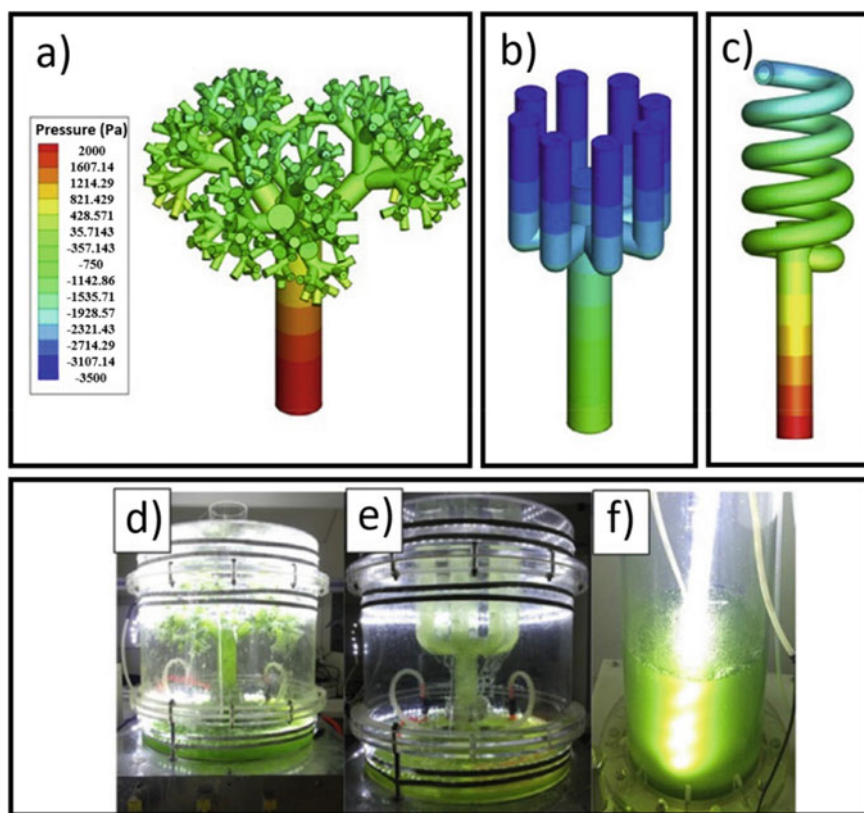 a)
b)
c)
Pressure (Pa)
2000
1607.14
1214.29
821.429
428.571
35.7143
-357.143
-750
-1142.86
-1535.71
-1928.57
-2321.43
-2714.29
-3107.14
-3500
d)
e)
f)